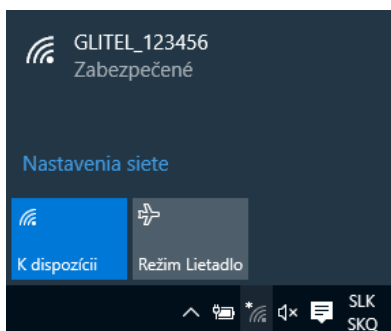 GLITEL_123456
Zabezpečené
Nastavenia siete
K dispozícii
Režim Lietadlo
SLK
SKQ